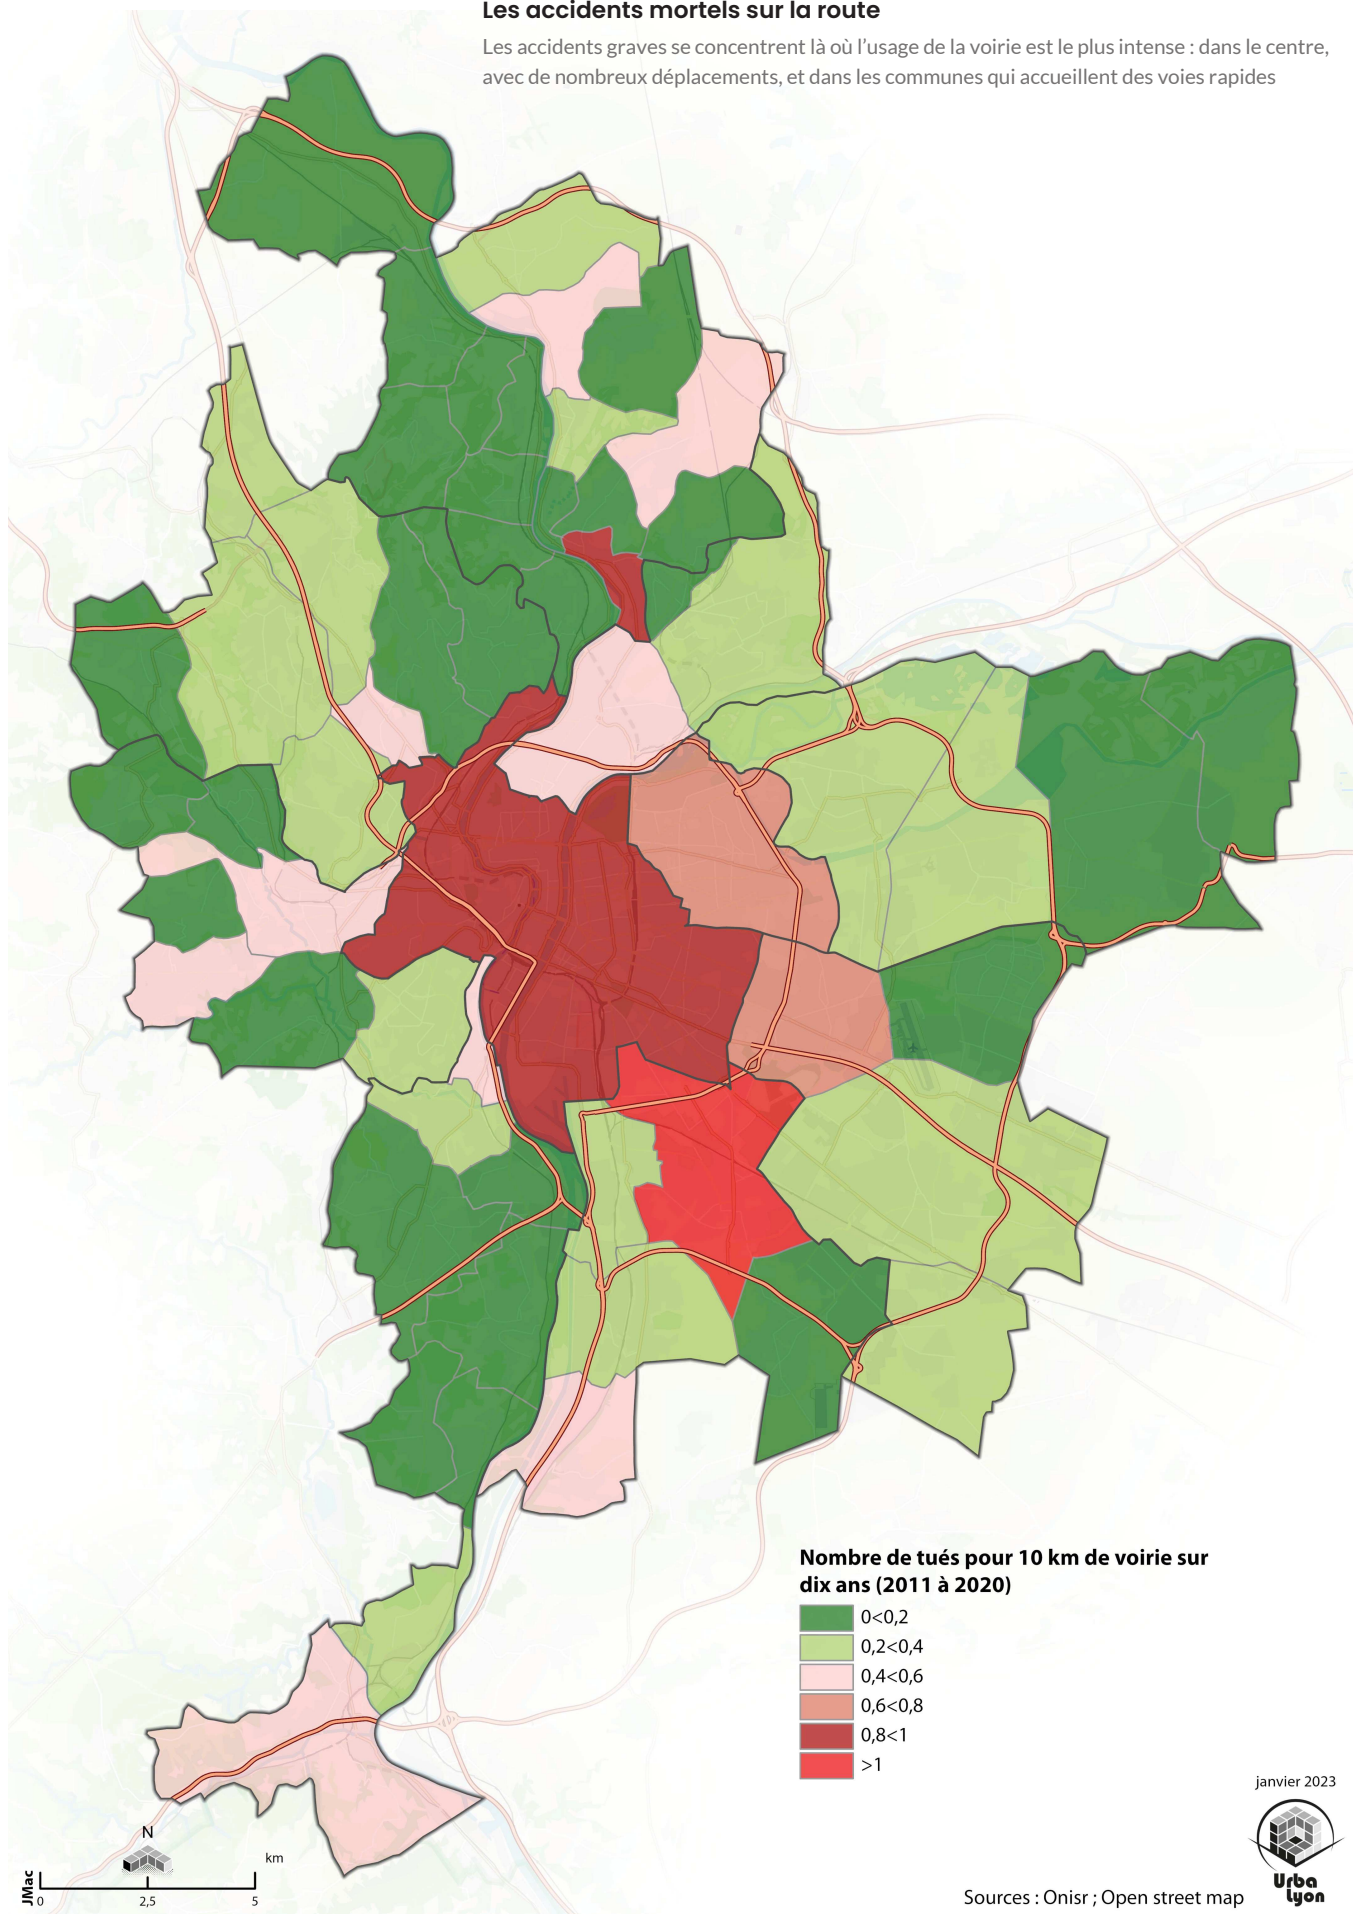 Les accidents mortels sur la route
Les accidents graves se concentrent là où l'usage de la voirie est le plus intense : dans le centre,
avec de nombreux déplacements, et dans les communes qui accueillent des voies rapides
Nombre de tués pour 10 km de voirie sur
dix ans (2011 à 2020)
0<0,2
0,2<0,4
0,4<0,6
0,6<0,8
0,8<1
>1
janvier 2023
Urba
Lyon
N
km
JMac
0 2,5 5
Sources : Onisr ; Open street map